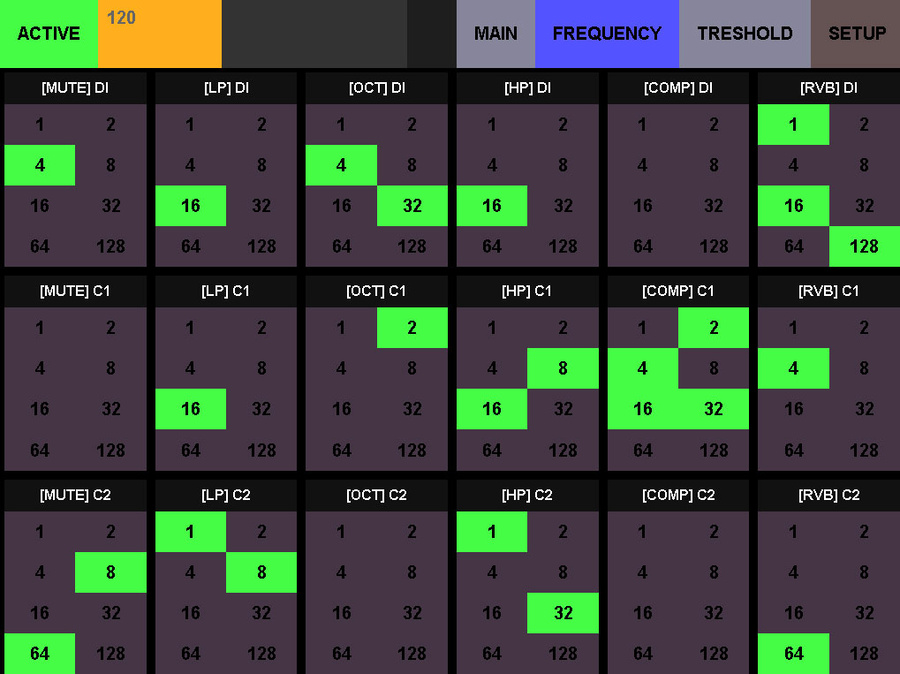 ACTIVE 120 MAIN FREQUENCY TRESHOLD SETUP
[MUTE] DI [LP] DI [OCT] DI [HP] DI [COMP] DI [RVB] DI
1 2 1 2 1 2 1 2 1 2 1 2
4 8 4 8 4 8 4 8 4 8 4 8
16 32 16 32 16 32 16 32 16 32 16 32
64 128 64 128 64 128 64 128 64 128 64 128
[MUTE] C1 [LP] C1 [OCT] C1 [HP] C1 [COMP] C1 [RVB] C1
1 2 1 2 1 2 1 2 1 2 1 2
4 8 4 8 4 8 4 8 4 8 4 8
16 32 16 32 16 32 16 32 16 32 16 32
64 128 64 128 64 128 64 128 64 128 64 128
[MUTE] C2 [LP] C2 [OCT] C2 [HP] C2 [COMP] C2 [RVB] C2
1 2 1 2 1 2 1 2 1 2 1 2
4 8 4 8 4 8 4 8 4 8 4 8
16 32 16 32 16 32 16 32 16 32 16 32
64 128 64 128 64 128 64 128 64 128 64 128